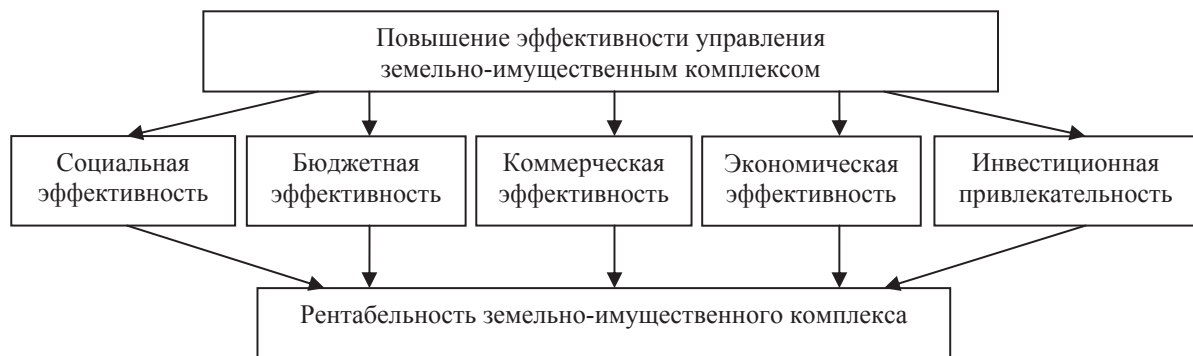 Повышение эффективности управления
земельно-имущественным комплексом
Социальная
эффективность
Бюджетная
эффективность
Коммерческая
эффективность
Экономическая
эффективность
Инвестиционная
привлекательность
Рентабельность земельно-имущественного комплекса